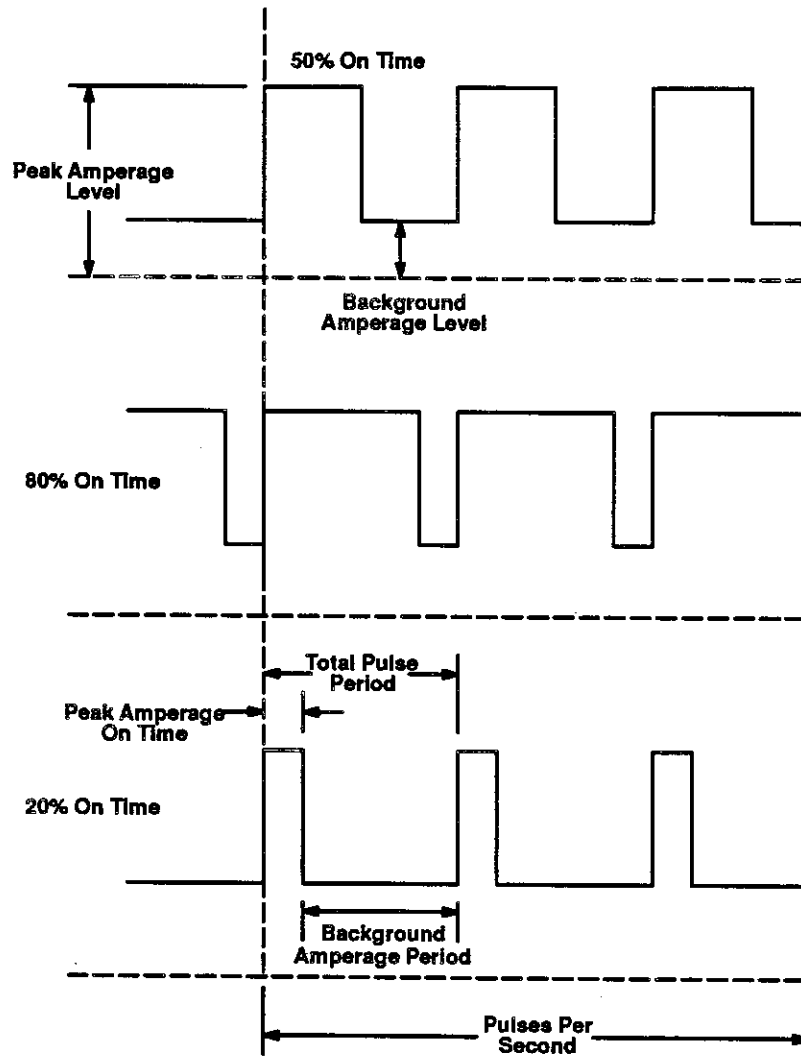 50% On Time
Peak Amperage
Level
Background
Amperage Level
80% On Time
Total Pulse
Period
Peak Amperage
On Time
20% On Time
Background
Amperage Period
Pulses Per
Second